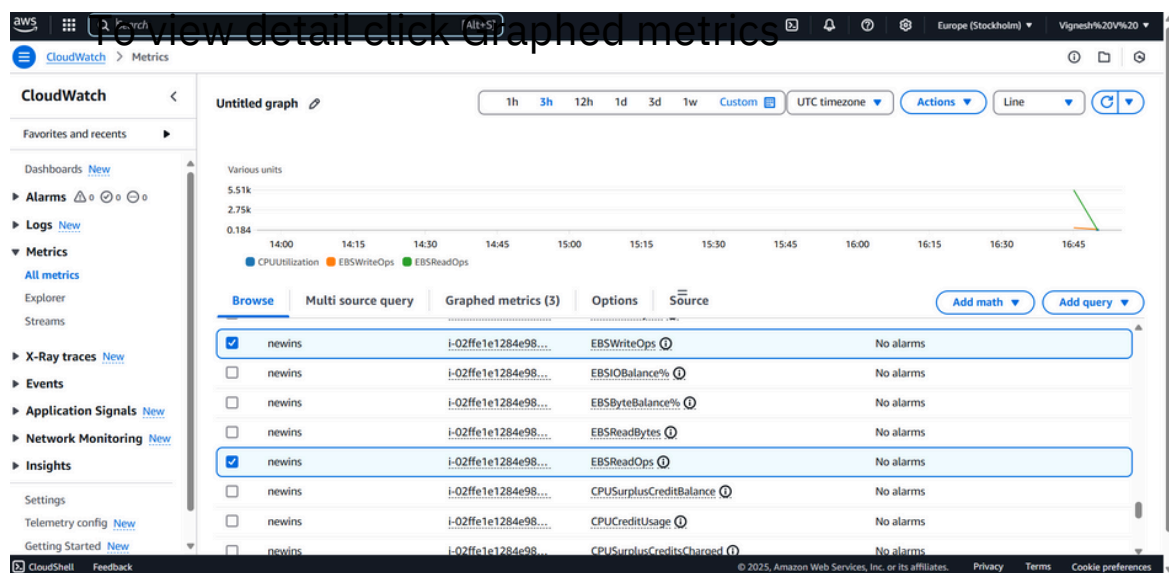 aws Search [Alt+S] Europe (Stockholm) Vignesh%20V%20
To view detail click Graphed metrics
CloudWatch > Metrics
CloudWatch
Favorites and recents
Dashboards New
Alarms 0 0 0
Logs New
Metrics
All metrics
Explorer
Streams
X-Ray traces New
Events
Application Signals New
Network Monitoring New
Insights
Settings
Telemetry config New
Getting Started New
Untitled graph
1h 3h 12h 1d 3d 1w Custom UTC timezone Actions Line
Various units
5.51k
2.75k
0.184
14:00 14:15 14:30 14:45 15:00 15:15 15:30 15:45 16:00 16:15 16:30 16:45
CPUUtilization EBSWriteOps EBSReadOps
Browse Multi source query Graphed metrics (3) Options Source Add math Add query
newins i-02ffe1e1284e98... EBSWriteOps No alarms
newins i-02ffe1e1284e98... EBSIOBalance% No alarms
newins i-02ffe1e1284e98... EBSByteBalance% No alarms
newins i-02ffe1e1284e98... EBSReadBytes No alarms
newins i-02ffe1e1284e98... EBSReadOps No alarms
newins i-02ffe1e1284e98... CPUSurplusCreditBalance No alarms
newins i-02ffe1e1284e98... CPUCreditUsage No alarms
newins i-02ffe1e1284e98... CPUSurplusCreditsCharged No alarms
CloudShell Feedback © 2025, Amazon Web Services, Inc. or its affiliates. Privacy Terms Cookie preferences